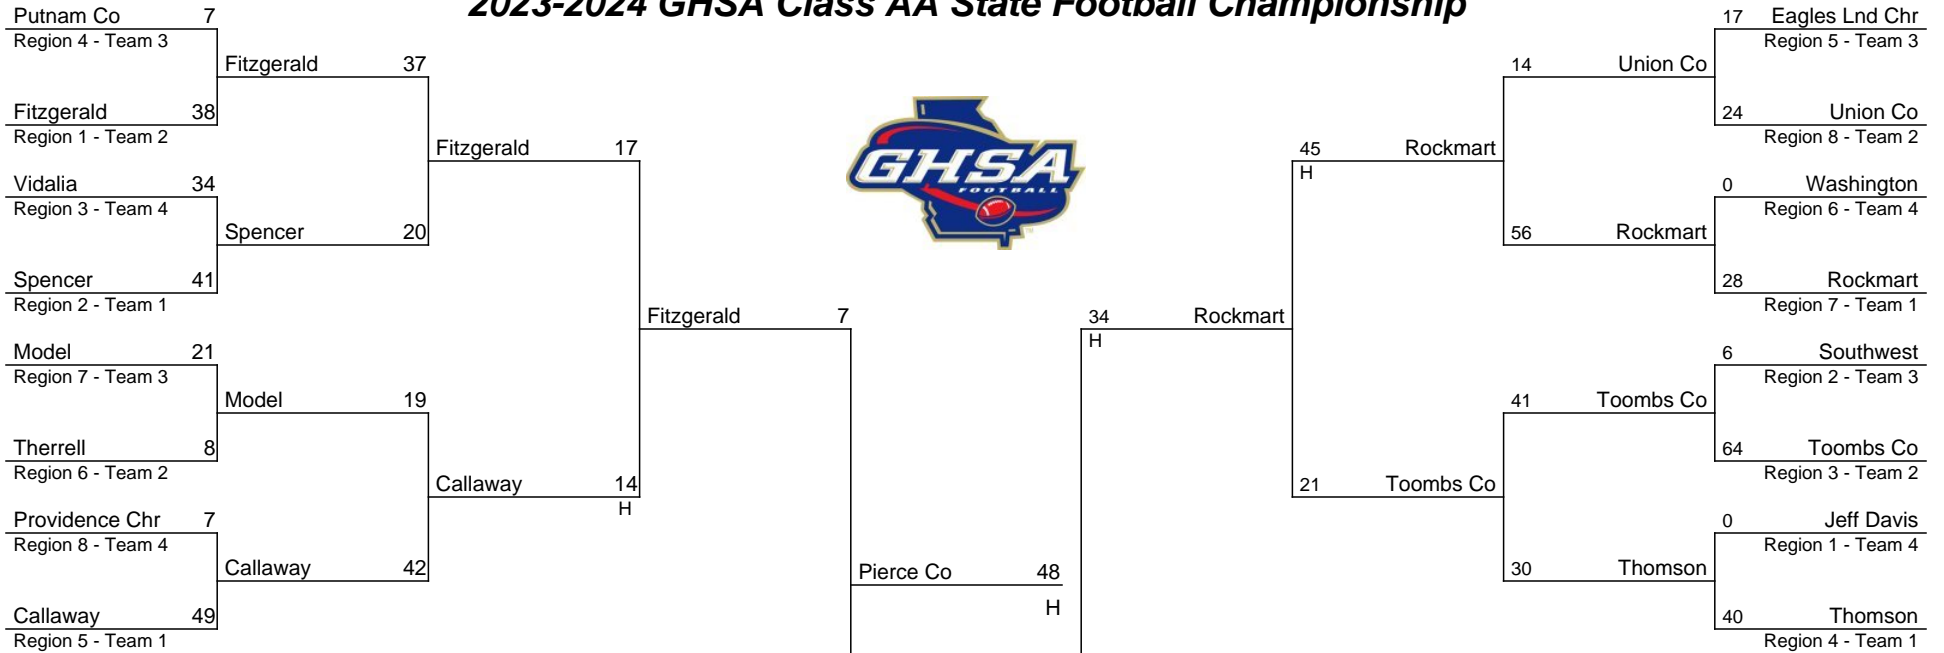 2023-2024 GHSA Class AA State Football Championship
Putnam Co 7
Region 4 - Team 3
Fitzgerald 37
Fitzgerald 38
Region 1 - Team 2
Fitzgerald 17
Vidalia 34
Region 3 - Team 4
Spencer 20
Spencer 41
Region 2 - Team 1
Fitzgerald 7
Model 21
Region 7 - Team 3
Model 19
Therrell 8
Region 6 - Team 2
Callaway 14
H
Providence Chr 7
Region 8 - Team 4
Callaway 42
Callaway 49
Region 5 - Team 1
Pierce Co 48
H
GHSA
FOOTBALL
TM
17 Eagles Lnd Chr
Region 5 - Team 3
14 Union Co
24 Union Co
Region 8 - Team 2
45 Rockmart
H
0 Washington
Region 6 - Team 4
56 Rockmart
28 Rockmart
Region 7 - Team 1
34 Rockmart
H
6 Southwest
Region 2 - Team 3
41 Toombs Co
64 Toombs Co
Region 3 - Team 2
21 Toombs Co
0 Jeff Davis
Region 1 - Team 4
30 Thomson
40 Thomson
Region 4 - Team 1